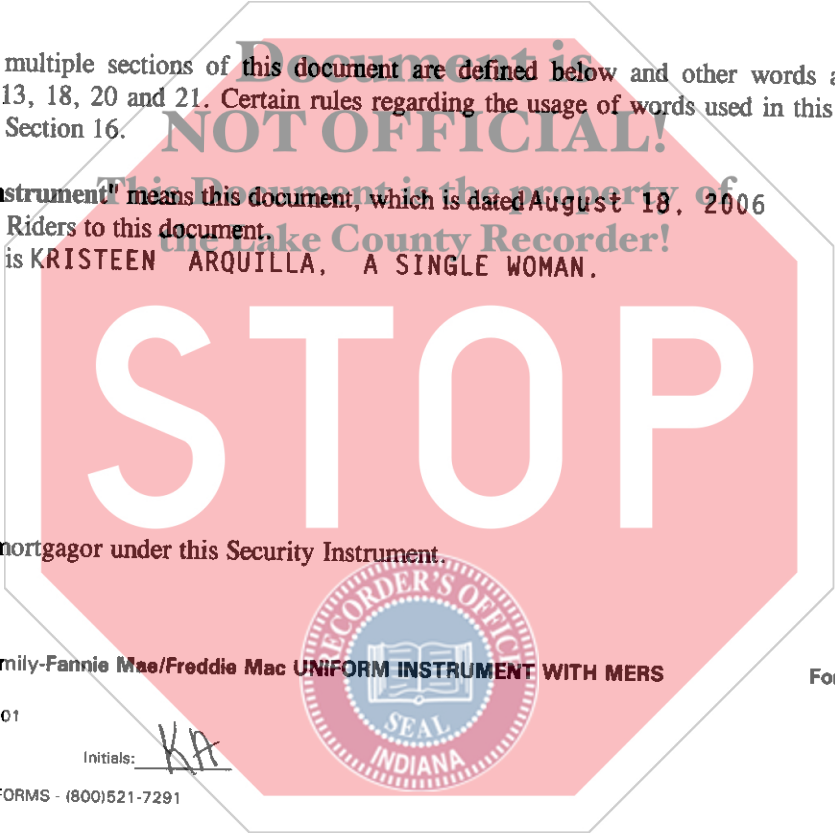 Document is
multiple sections of this document are defined below and other words a
13, 18, 20 and 21. Certain rules regarding the usage of words used in this
Section 16.
NOT OFFICIAL!
This Document is the property of
nstrument" means this document, which is dated August 18, 2006
Riders to this document.
the Lake County Recorder!
is KRISTEEN ARQUILLA, A SINGLE WOMAN.
STOP
mortgagor under this Security Instrument.
RECORDER'S OFFICE
mily-Fannie Mae/Freddie Mac UNIFORM INSTRUMENT WITH MERS For
01
SEAL
Initials: KA
INDIANA
FORMS - (800)521-7291